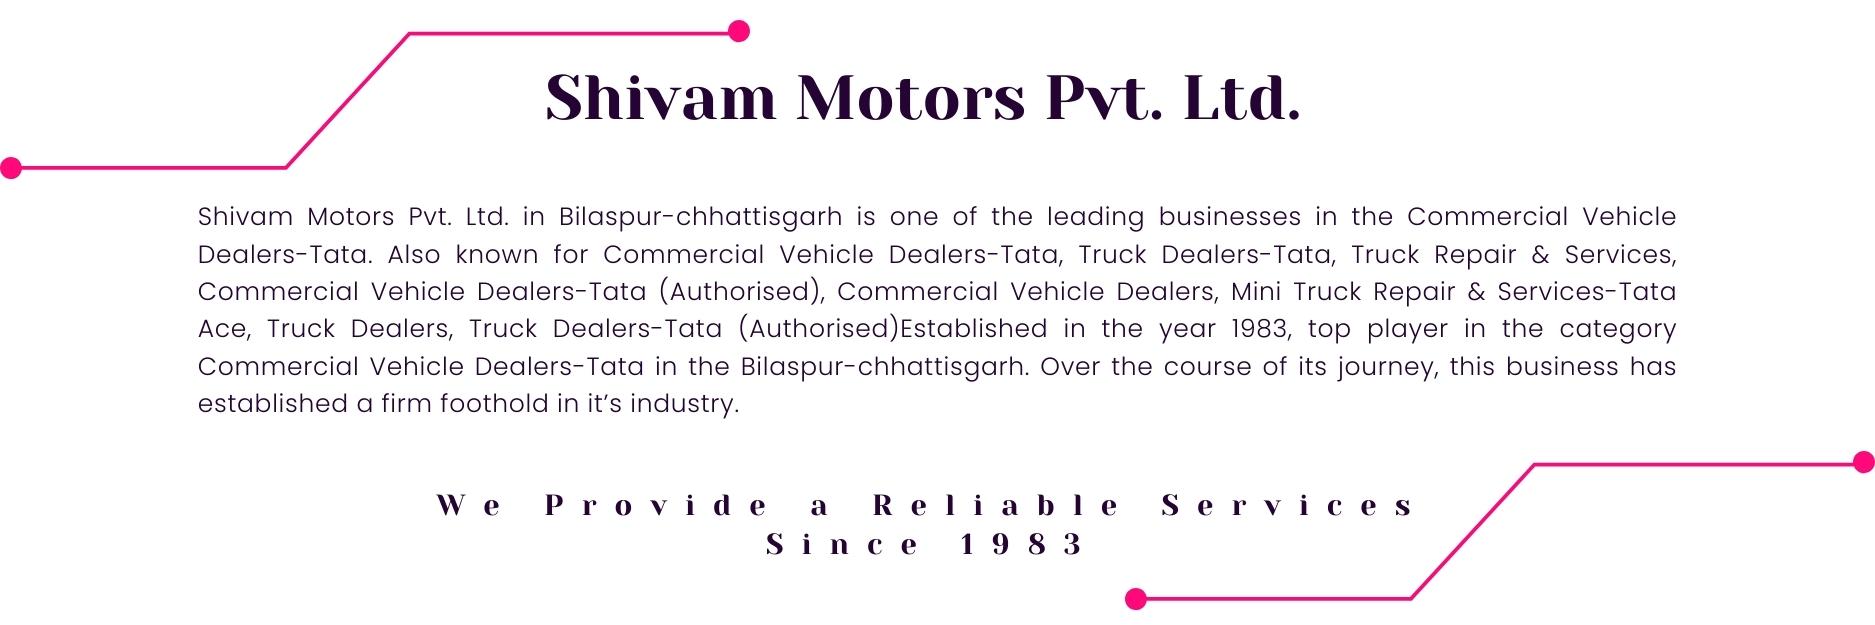 Shivam Motors Pvt. Ltd.
Shivam Motors Pvt. Ltd. in Bilaspur-chhattisgarh is one of the leading businesses in the Commercial Vehicle
Dealers-Tata. Also known for Commercial Vehicle Dealers-Tata, Truck Dealers-Tata, Truck Repair & Services,
Commercial Vehicle Dealers-Tata (Authorised), Commercial Vehicle Dealers, Mini Truck Repair & Services-Tata
Ace, Truck Dealers, Truck Dealers-Tata (Authorised)Established in the year 1983, top player in the category
Commercial Vehicle Dealers-Tata in the Bilaspur-chhattisgarh. Over the course of its journey, this business has
established a firm foothold in it’s industry.
We Provide a Reliable Services
Since 1983